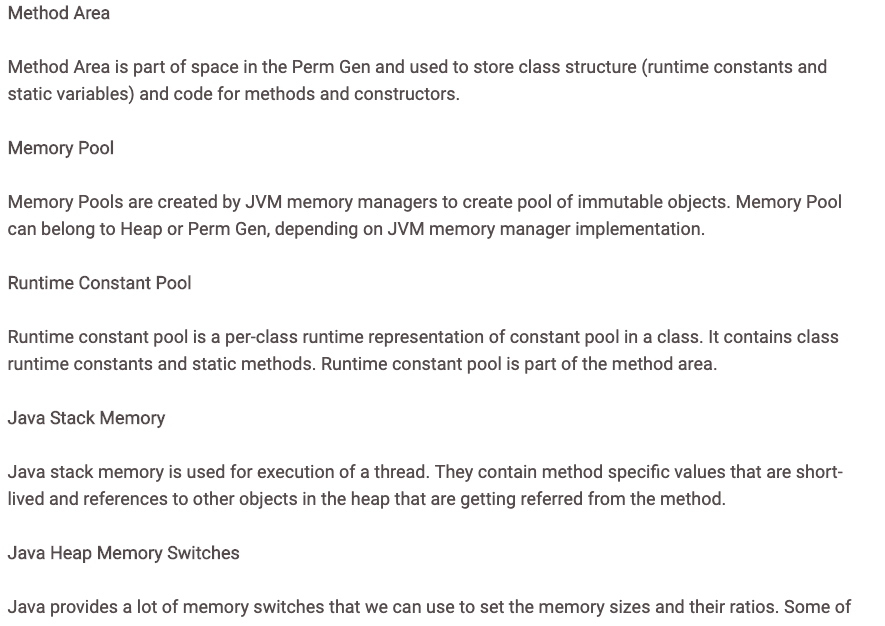 Method Area
Method Area is part of space in the Perm Gen and used to store class structure (runtime constants and
static variables) and code for methods and constructors.
Memory Pool
Memory Pools are created by JVM memory managers to create pool of immutable objects. Memory Pool
can belong to Heap or Perm Gen, depending on JVM memory manager implementation.
Runtime Constant Pool
Runtime constant pool is a per-class runtime representation of constant pool in a class. It contains class
runtime constants and static methods. Runtime constant pool is part of the method area.
Java Stack Memory
Java stack memory is used for execution of a thread. They contain method specific values that are short-
lived and references to other objects in the heap that are getting referred from the method.
Java Heap Memory Switches
Java provides a lot of memory switches that we can use to set the memory sizes and their ratios. Some of